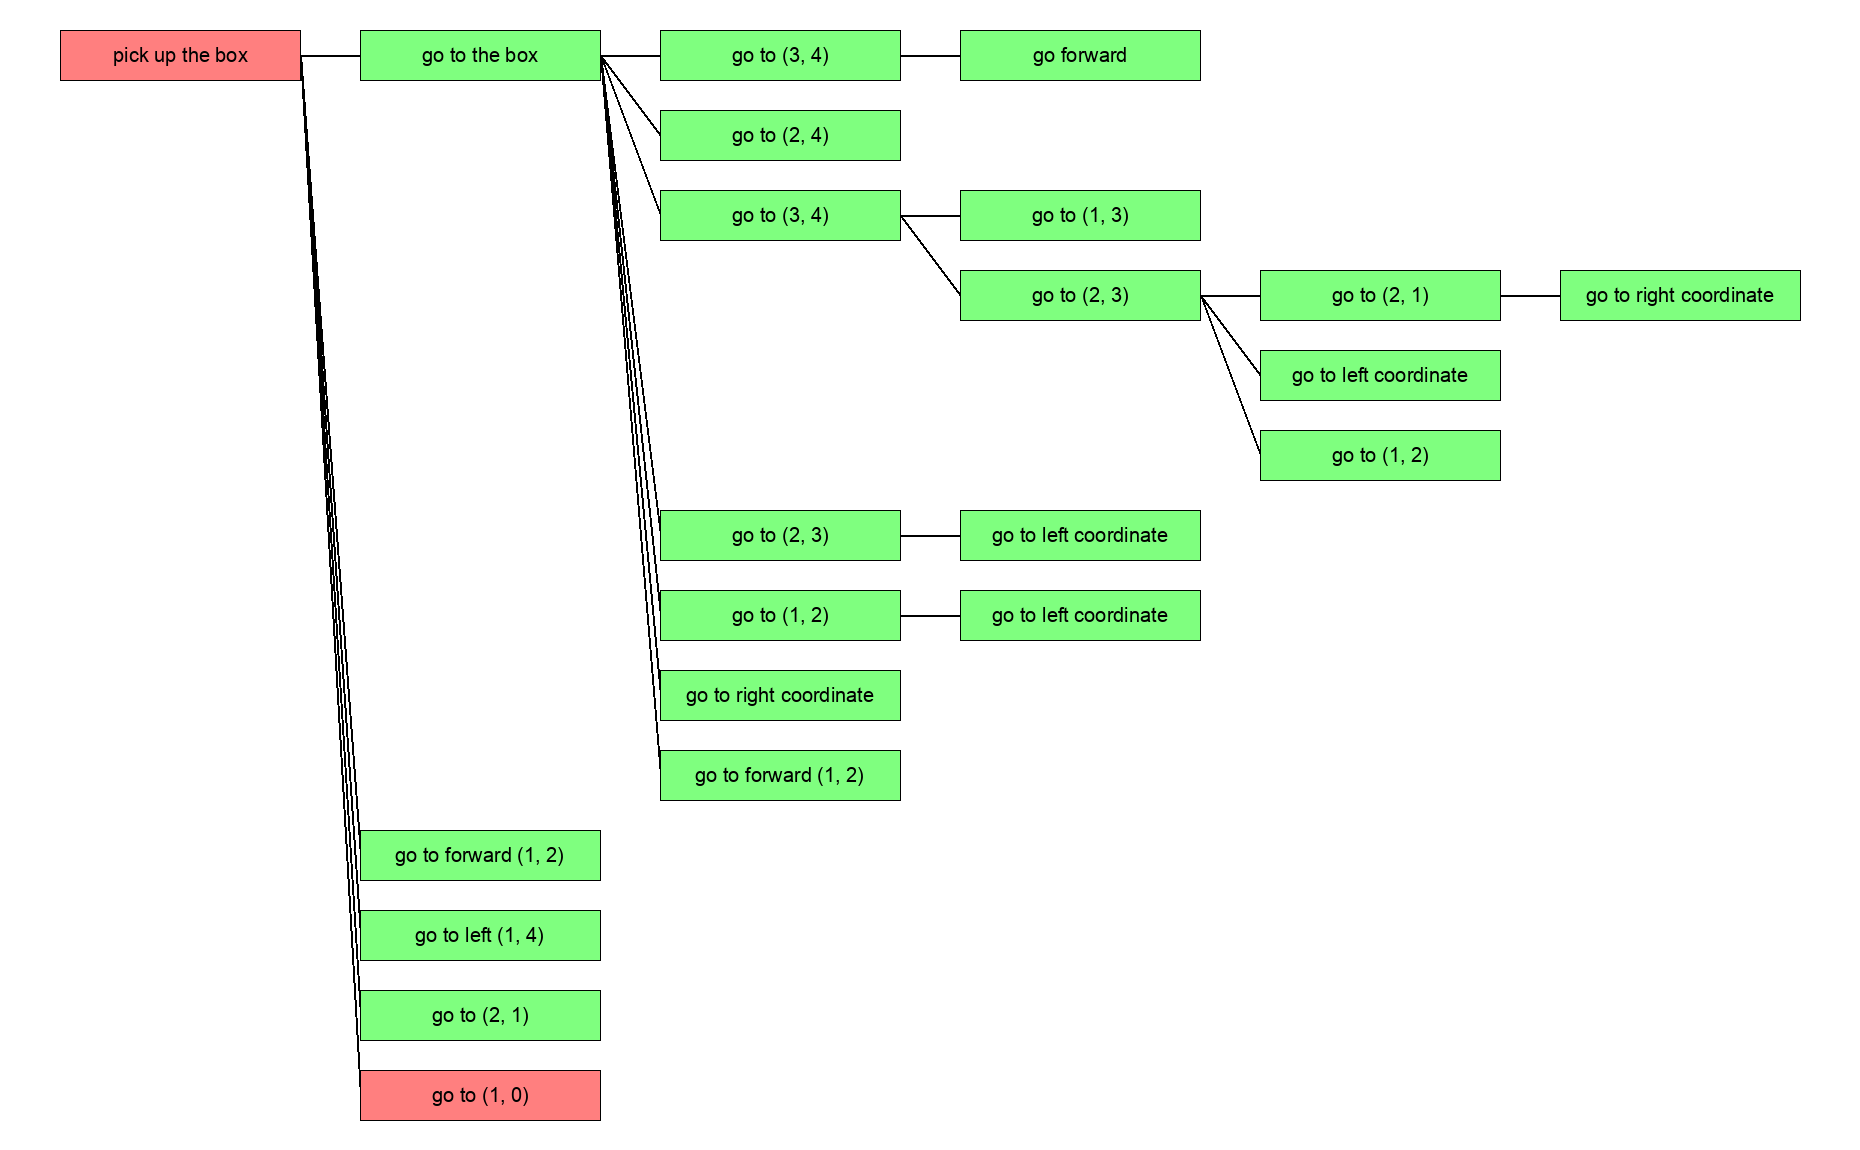 pick up the box
go to the box
go to (3, 4)
go forward
go to (2, 4)
go to (3, 4)
go to (1, 3)
go to (2, 3)
go to (2, 1)
go to right coordinate
go to left coordinate
go to (1, 2)
go to (2, 3)
go to left coordinate
go to (1, 2)
go to left coordinate
go to right coordinate
go to forward (1, 2)
go to forward (1, 2)
go to left (1, 4)
go to (2, 1)
go to (1, 0)